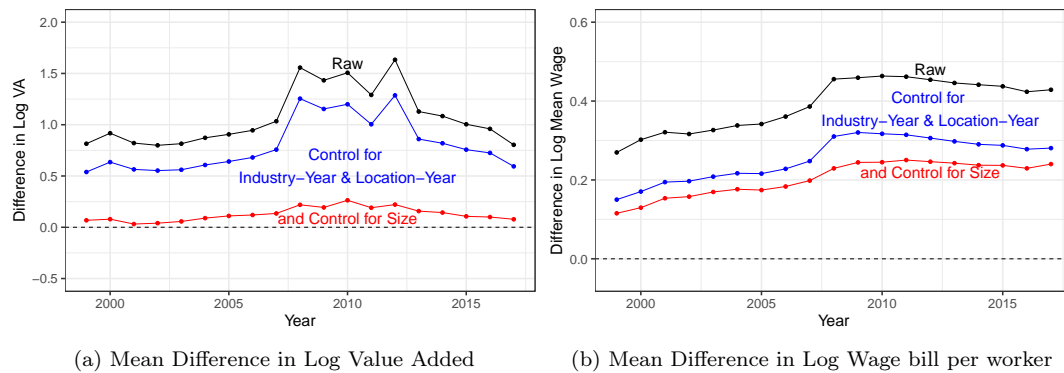 2.0
1.5
1.0
0.5
0.0
−0.5
Difference in Log VA
Raw
Control for
Industry−Year & Location−Year
and Control for Size
2000
2005
2010
2015
Year
(a) Mean Difference in Log Value Added
0.6
0.4
0.2
0.0
Difference in Log Mean Wage
Raw
Control for
Industry−Year & Location−Year
and Control for Size
2000
2005
2010
2015
Year
(b) Mean Difference in Log Wage bill per worker